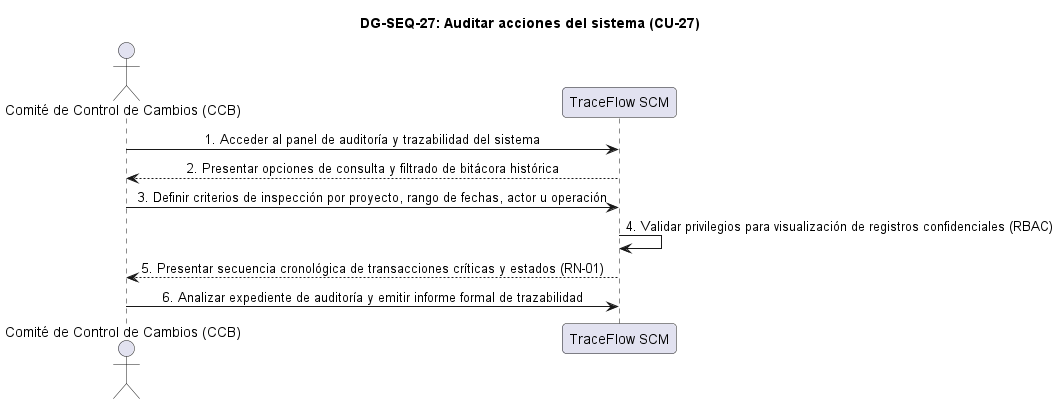 DG-SEQ-27: Auditar acciones del sistema (CU-27)
Comité de Control de Cambios (CCB)
TraceFlow SCM
1. Acceder al panel de auditoría y trazabilidad del sistema
2. Presentar opciones de consulta y filtrado de bitácora histórica
3. Definir criterios de inspección por proyecto, rango de fechas, actor u operación
4. Validar privilegios para visualización de registros confidenciales (RBAC)
5. Presentar secuencia cronológica de transacciones críticas y estados (RN-01)
6. Analizar expediente de auditoría y emitir informe formal de trazabilidad
Comité de Control de Cambios (CCB)
TraceFlow SCM